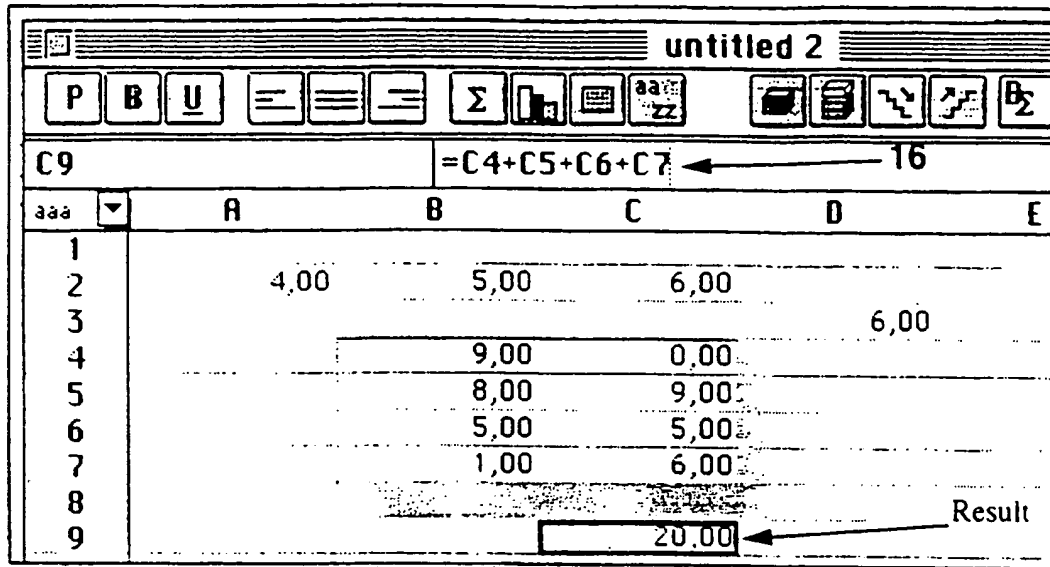 untitled 2
P B U Σ aa zz Σ
C9 =C4+C5+C6+C7 16
aaa A B C D E
1
2 4,00 5,00 6,00
3 6,00
4 9,00 0,00
5 8,00 9,00
6 5,00 5,00
7 1,00 6,00
8
9 20.00 Result